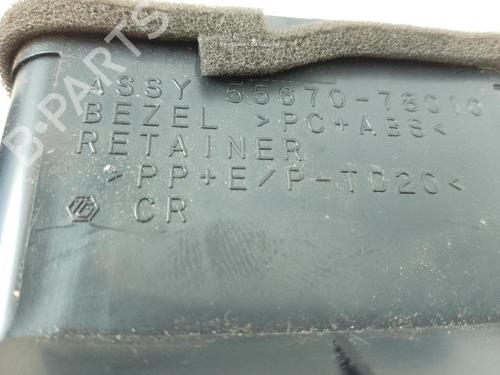 ASSY 55670-78010
BEZEL >PC+ABS<
RETAINER
>PP+E/P-TD20<
CR
B-PARTS